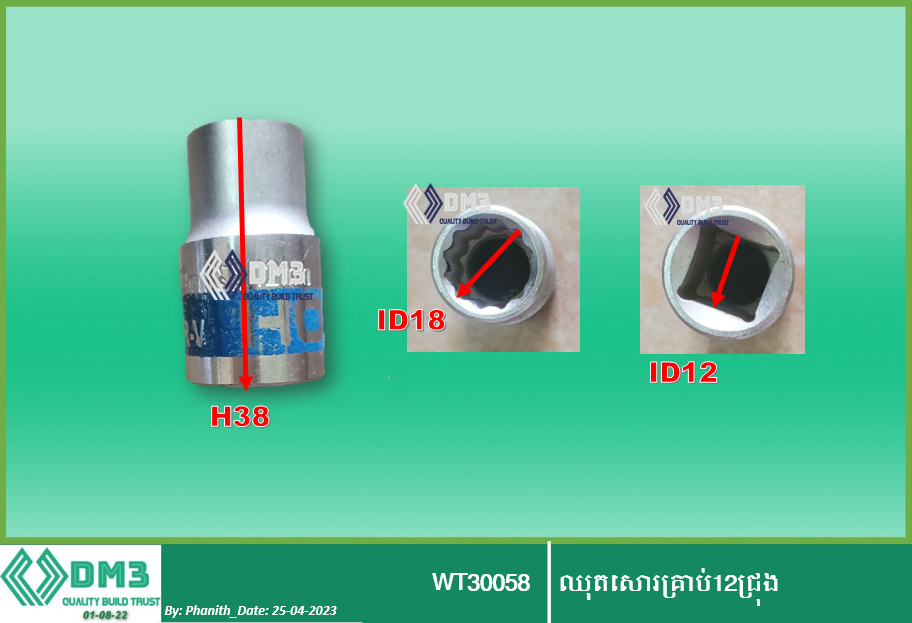 DM3
QUALITY BUILD TRUST
R-V
DM3
QUALITY BUILD TRUST
DM3
QUALITY BUILD TRUST
ID18
ID12
H38
DM3
QUALITY BUILD TRUST
01-08-22
By: Phanith_Date: 25-04-2023
WT30058
ឈុតសោរគ្រាប់12ជ្រុង